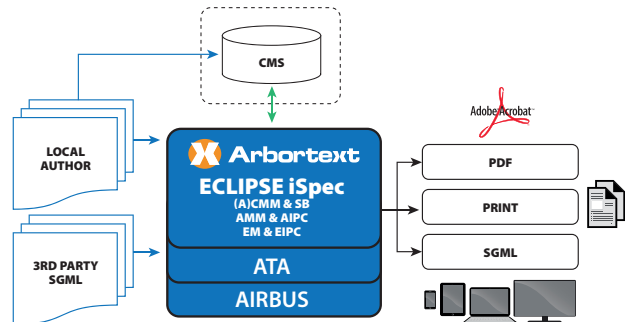 CMS
LOCAL
AUTHOR
3RD PARTY
SGML
Arbortext
ECLIPSE iSpec
(A)CMM & SB
AMM & AIPC
EM & EIPC
ATA
AIRBUS
Adobe Acrobat™
PDF
PRINT
SGML